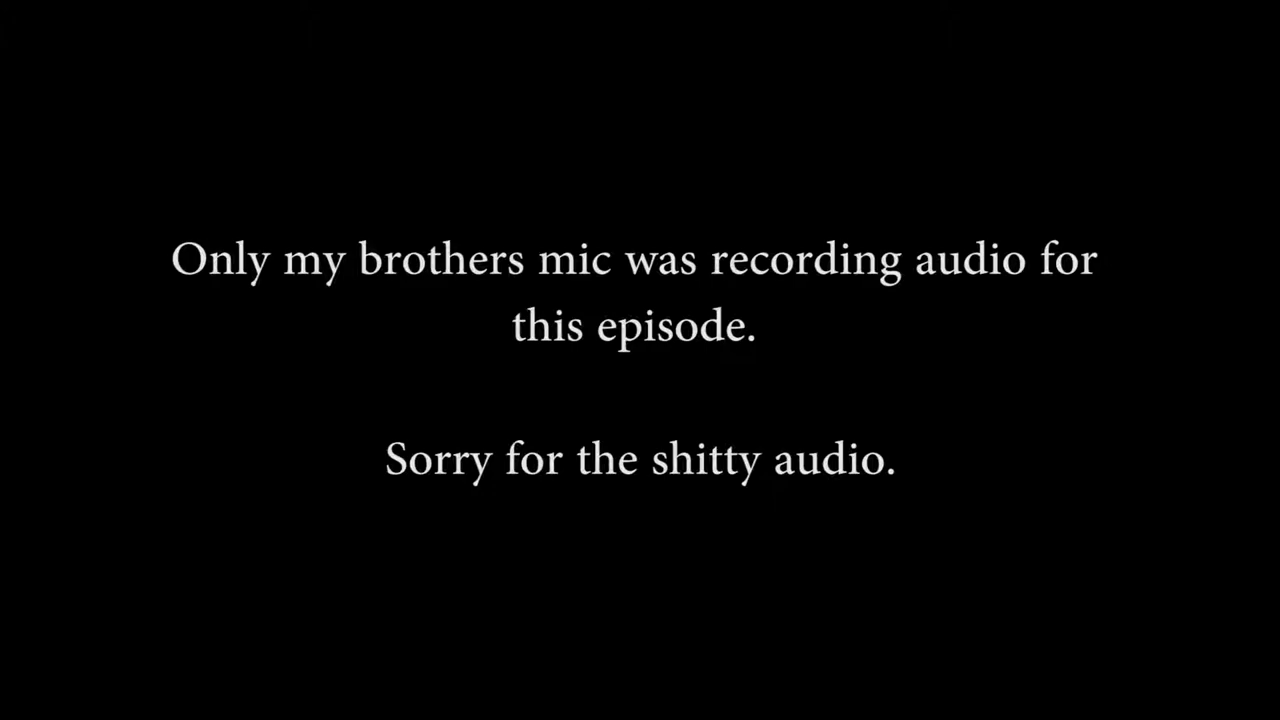 Only my brothers mic was recording audio for
this episode.
Sorry for the shitty audio.